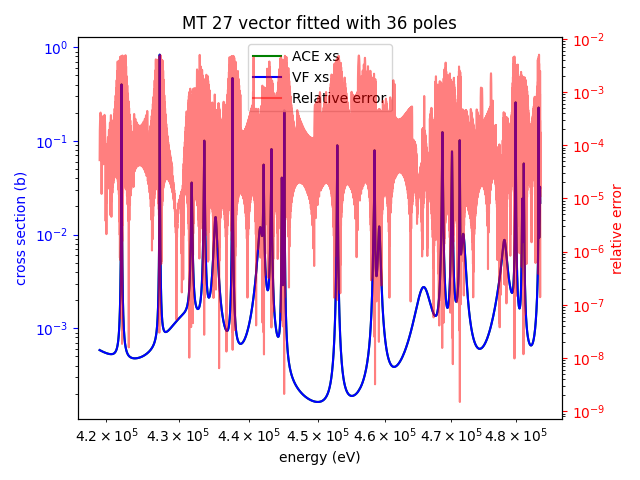 MT 27 vector fitted with 36 poles
ACE xs
VF xs
Relative error
cross section (b)
10⁰
10⁻¹
10⁻²
10⁻³
10⁻²
10⁻³
10⁻⁴
10⁻⁵
10⁻⁶
10⁻⁷
10⁻⁸
10⁻⁹
relative error
4.2 × 10⁵ 4.3 × 10⁵ 4.4 × 10⁵ 4.5 × 10⁵ 4.6 × 10⁵ 4.7 × 10⁵ 4.8 × 10⁵
energy (eV)